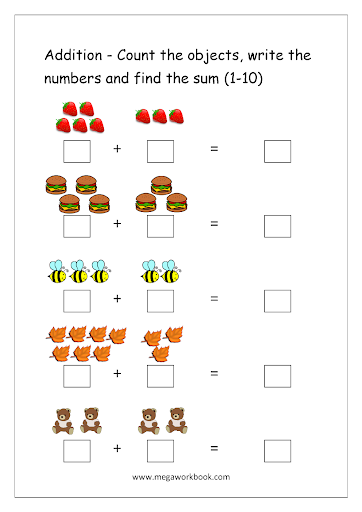 Addition - Count the objects, write the
numbers and find the sum (1-10)
+ =
+ =
+ =
+ =
+ =
www.megaworkbook.com